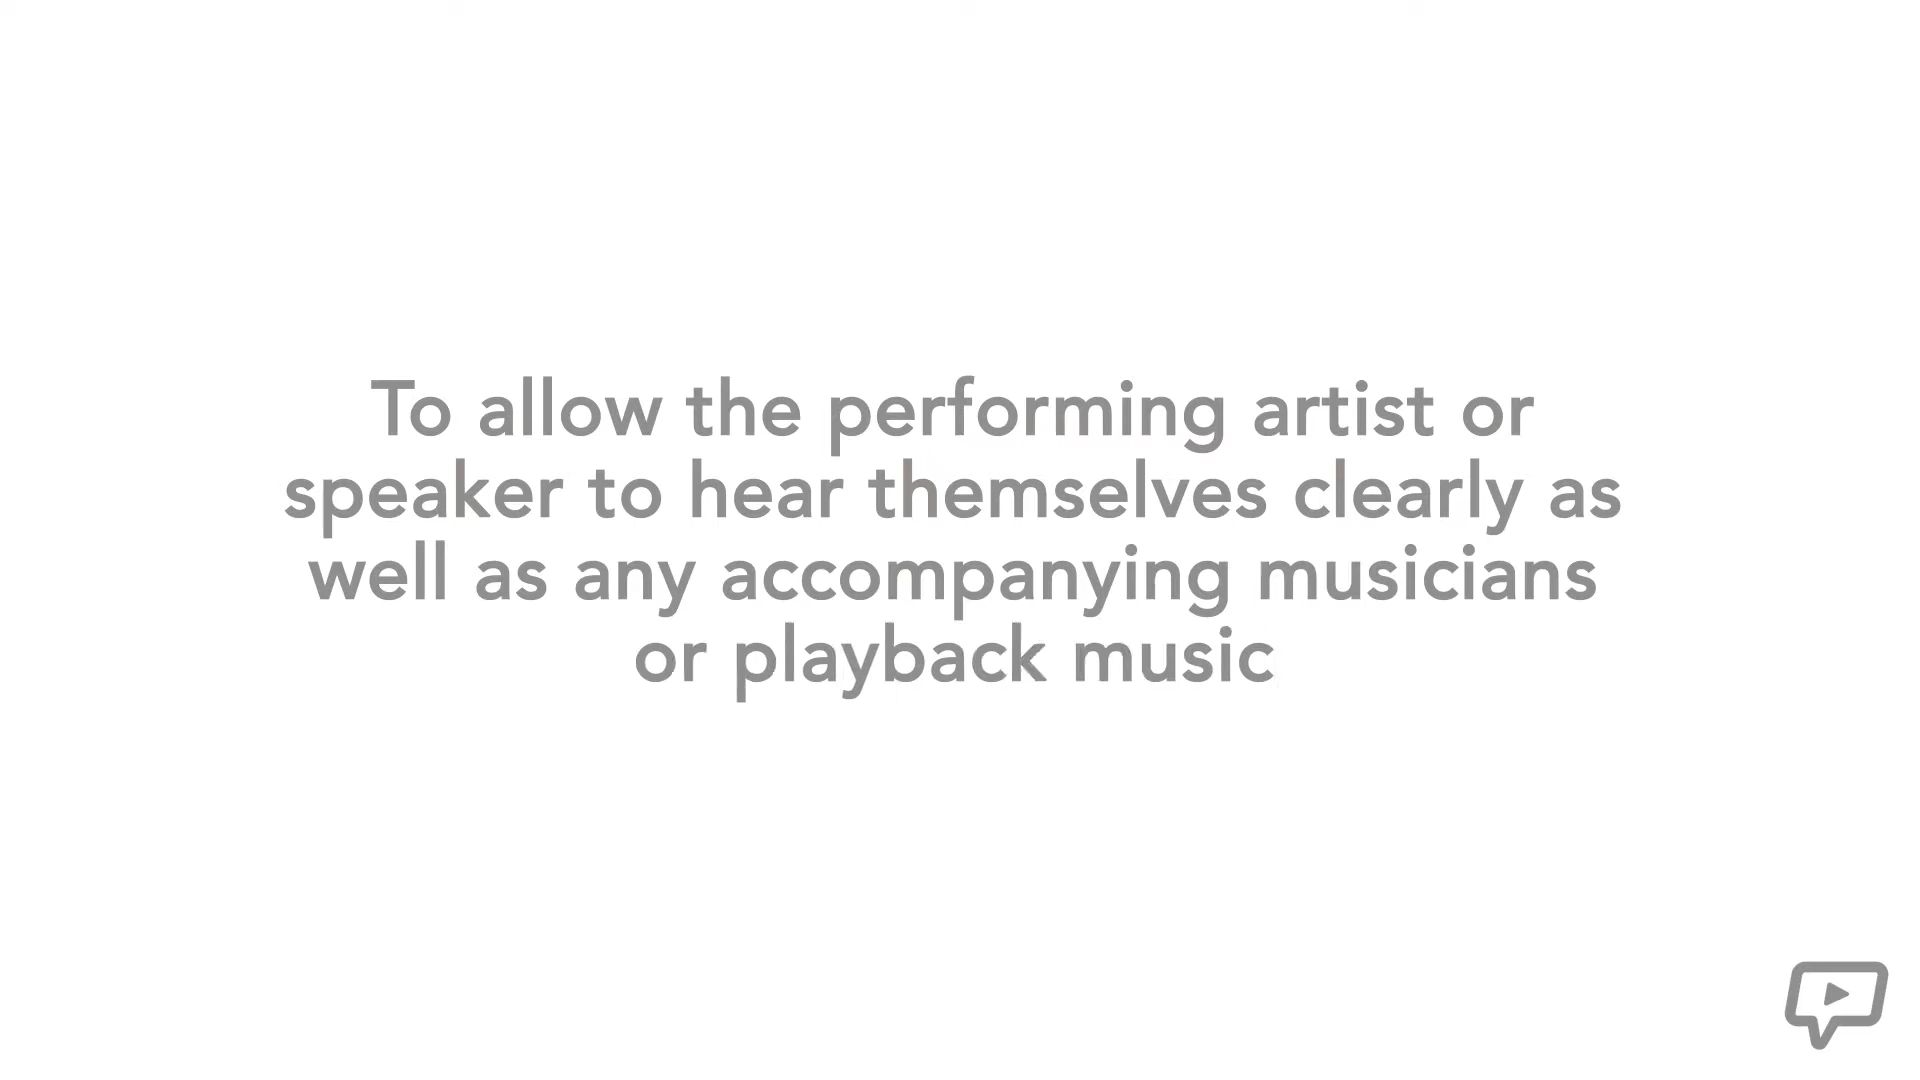 To allow the performing artist or
speaker to hear themselves clearly as
well as any accompanying musicians
or playback music